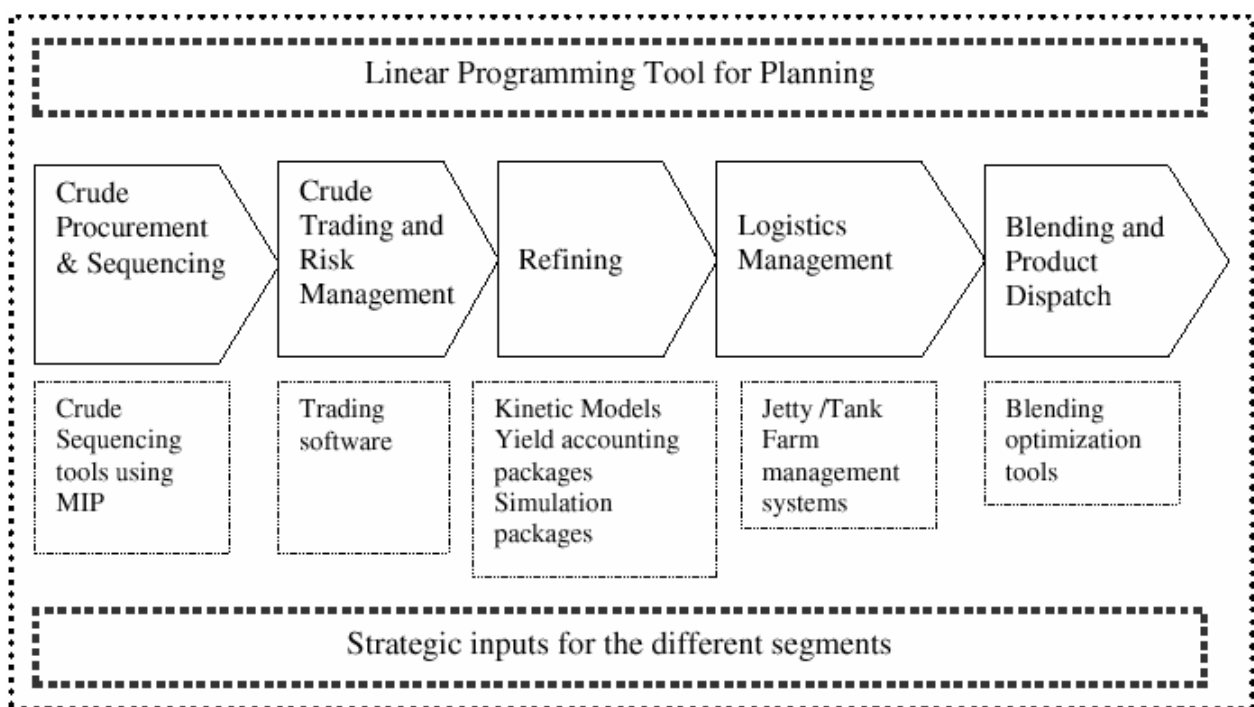 Linear Programming Tool for Planning
Crude
Procurement
& Sequencing
Crude
Trading and
Risk
Management
Refining
Logistics
Management
Blending and
Product
Dispatch
Crude
Sequencing
tools using
MIP
Trading
software
Kinetic Models
Yield accounting
packages
Simulation
packages
Jetty /Tank
Farm
management
systems
Blending
optimization
tools
Strategic inputs for the different segments